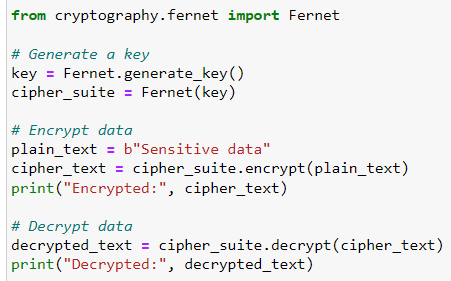 from cryptography.fernet import Fernet
# Generate a key
key = Fernet.generate_key()
cipher_suite = Fernet(key)
# Encrypt data
plain_text = b"Sensitive data"
cipher_text = cipher_suite.encrypt(plain_text)
print("Encrypted:", cipher_text)
# Decrypt data
decrypted_text = cipher_suite.decrypt(cipher_text)
print("Decrypted:", decrypted_text)